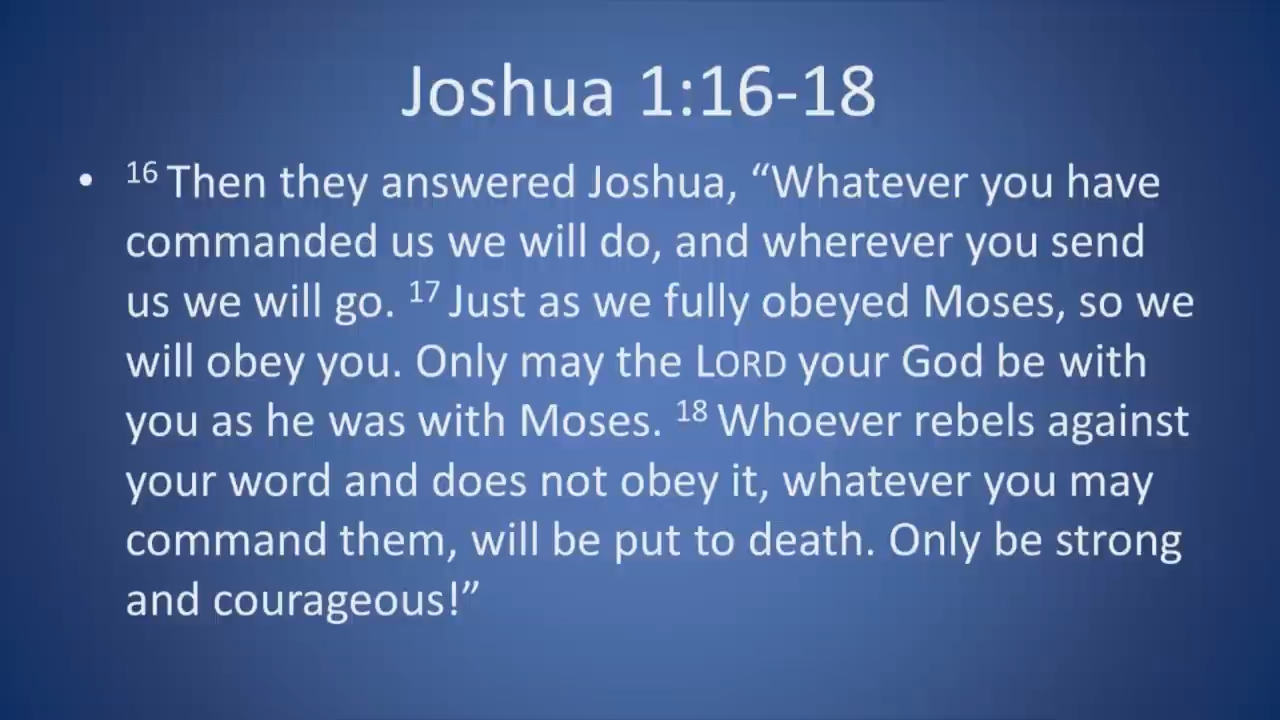 Joshua 1:16-18
• 16 Then they answered Joshua, “Whatever you have
commanded us we will do, and wherever you send
us we will go. 17 Just as we fully obeyed Moses, so we
will obey you. Only may the LORD your God be with
you as he was with Moses. 18 Whoever rebels against
your word and does not obey it, whatever you may
command them, will be put to death. Only be strong
and courageous!”